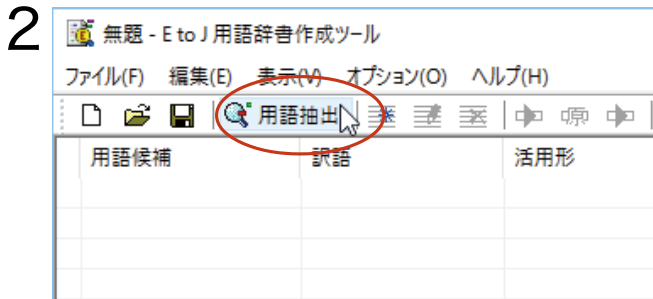 2
無題 - E to J 用語辞書作成ツール
ファイル(F) 編集(E) 表示(V) オプション(O) ヘルプ(H)
用語抽出 原
用語候補 訳語 活用形